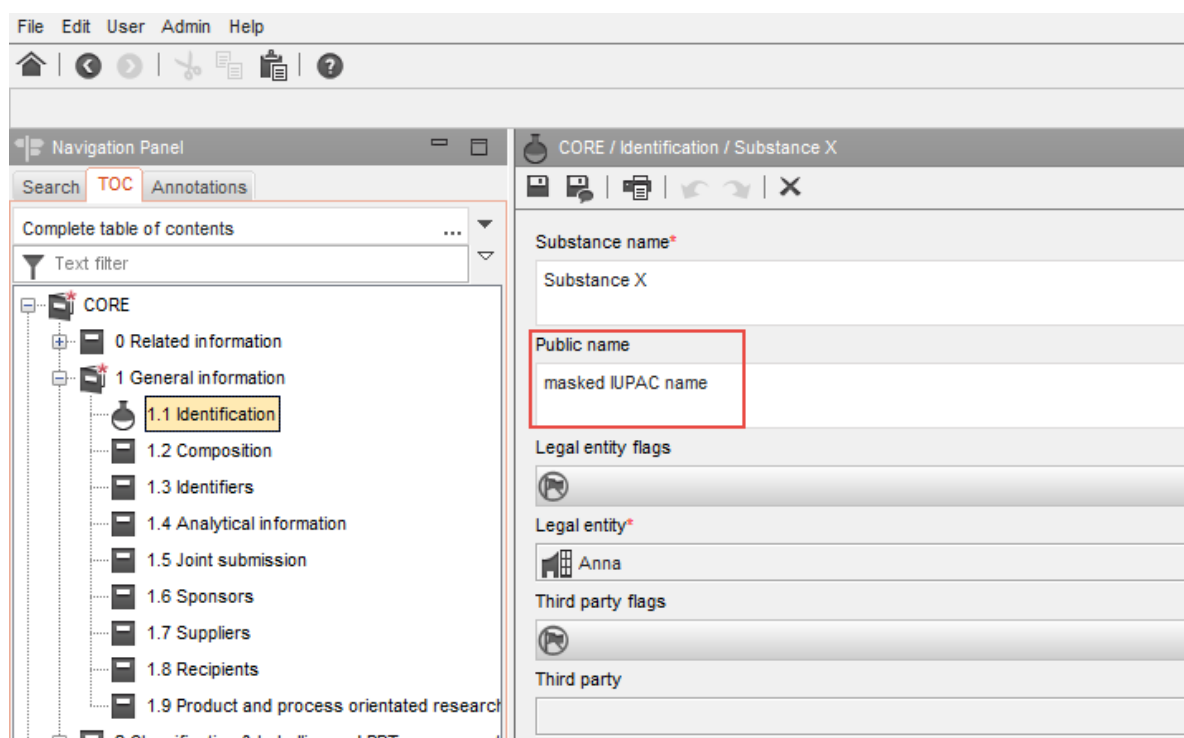 File Edit User Admin Help
Navigation Panel
Search TOC Annotations
Complete table of contents ...
Text filter
CORE
0 Related information
1 General information
1.1 Identification
1.2 Composition
1.3 Identifiers
1.4 Analytical information
1.5 Joint submission
1.6 Sponsors
1.7 Suppliers
1.8 Recipients
1.9 Product and process orientated research
CORE / Identification / Substance X
Substance name*
Substance X
Public name
masked IUPAC name
Legal entity flags
Legal entity*
Anna
Third party flags
Third party